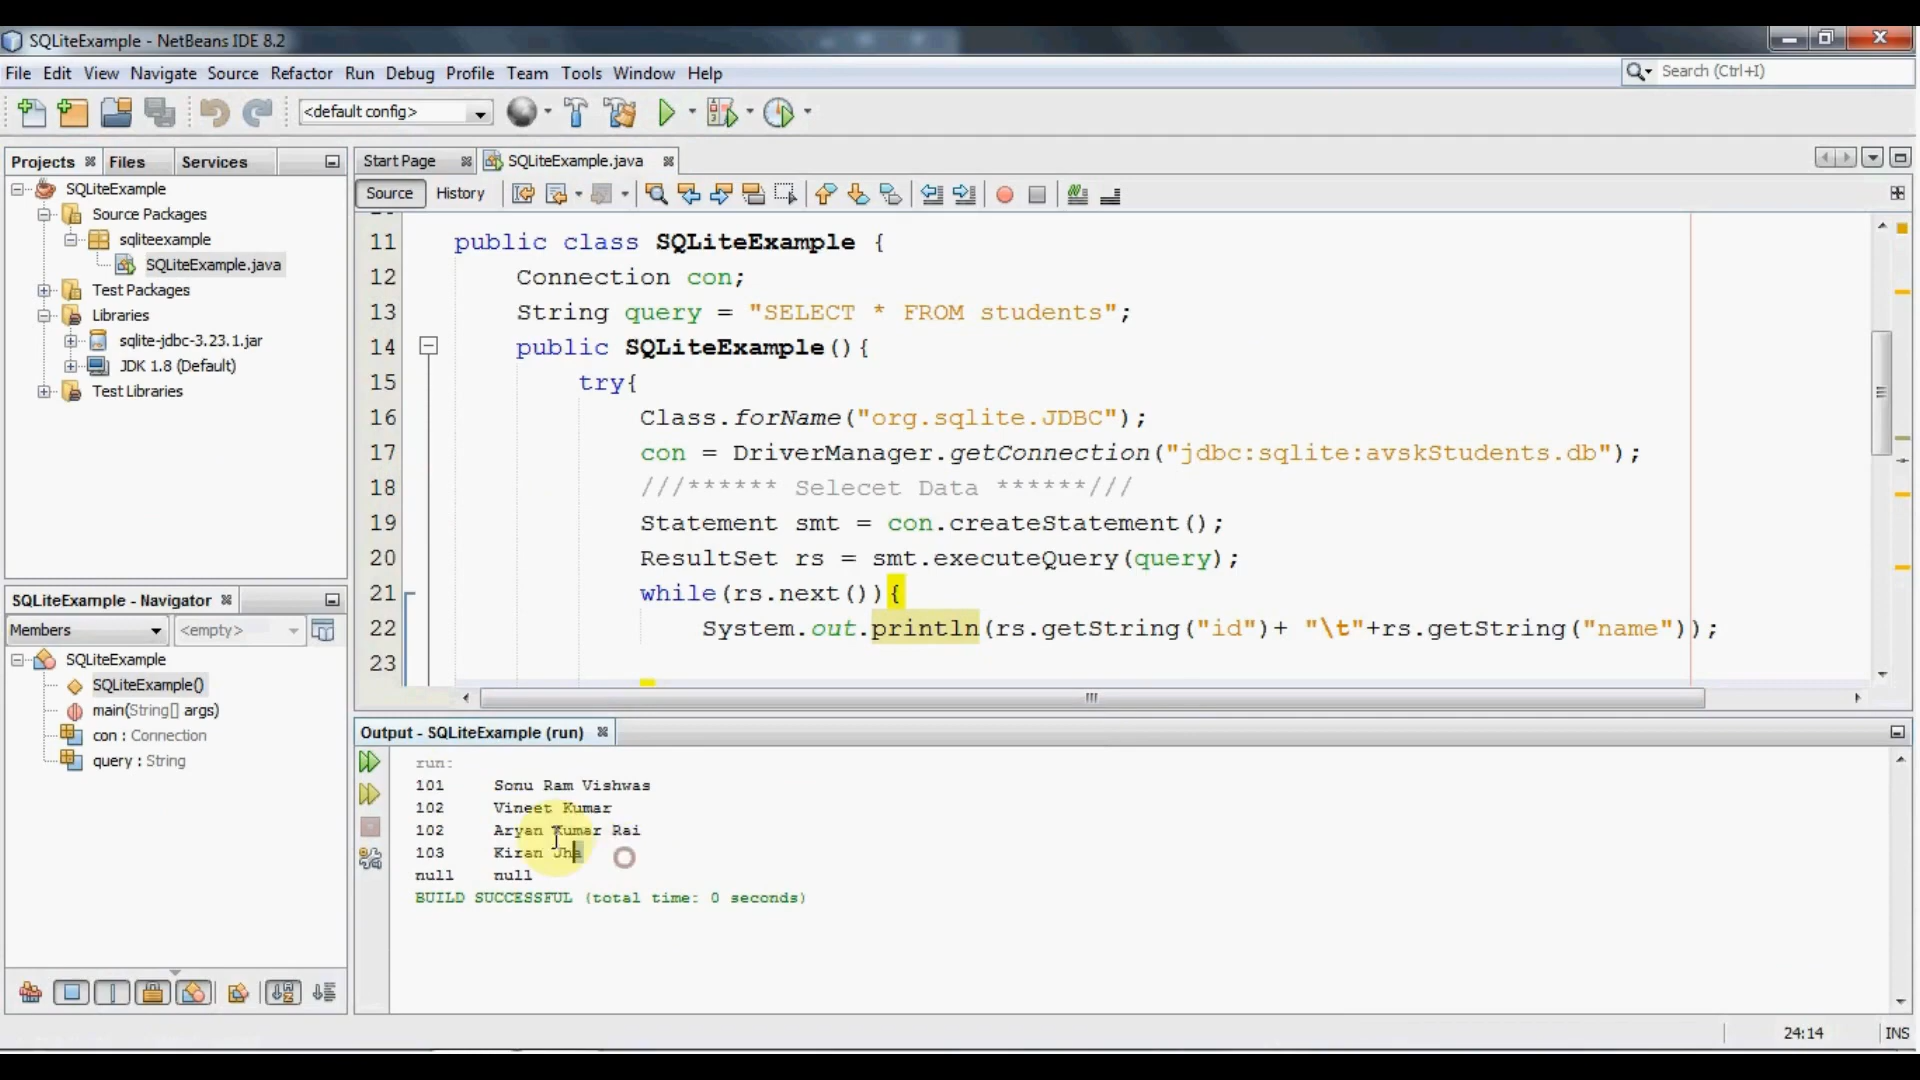 SQLiteExample - NetBeans IDE 8.2
File Edit View Navigate Source Refactor Run Debug Profile Team Tools Window Help
Search (Ctrl+I)
<default config>
Projects Files Services
SQLiteExample
Source Packages
sqliteexample
SQLiteExample.java
Test Packages
Libraries
sqlite-jdbc-3.23.1.jar
JDK 1.8 (Default)
Test Libraries
SQLiteExample - Navigator
Members <empty>
SQLiteExample
SQLiteExample()
main(String[] args)
con : Connection
query : String
Start Page SQLiteExample.java
Source History
11 public class SQLiteExample {
12 Connection con;
13 String query = "SELECT * FROM students";
14 public SQLiteExample(){
15 try{
16 Class.forName("org.sqlite.JDBC");
17 con = DriverManager.getConnection("jdbc:sqlite:avskStudents.db");
18 ///****** Selecet Data ******///
19 Statement smt = con.createStatement();
20 ResultSet rs = smt.executeQuery(query);
21 while(rs.next()){
22 System.out.println(rs.getString("id")+ "\t"+rs.getString("name"));
23
Output - SQLiteExample (run)
run:
101 Sonu Ram Vishwas
102 Vineet Kumar
102 Aryan Kumar Rai
103 Kiran Jha
null null
BUILD SUCCESSFUL (total time: 0 seconds)
24:14 INS